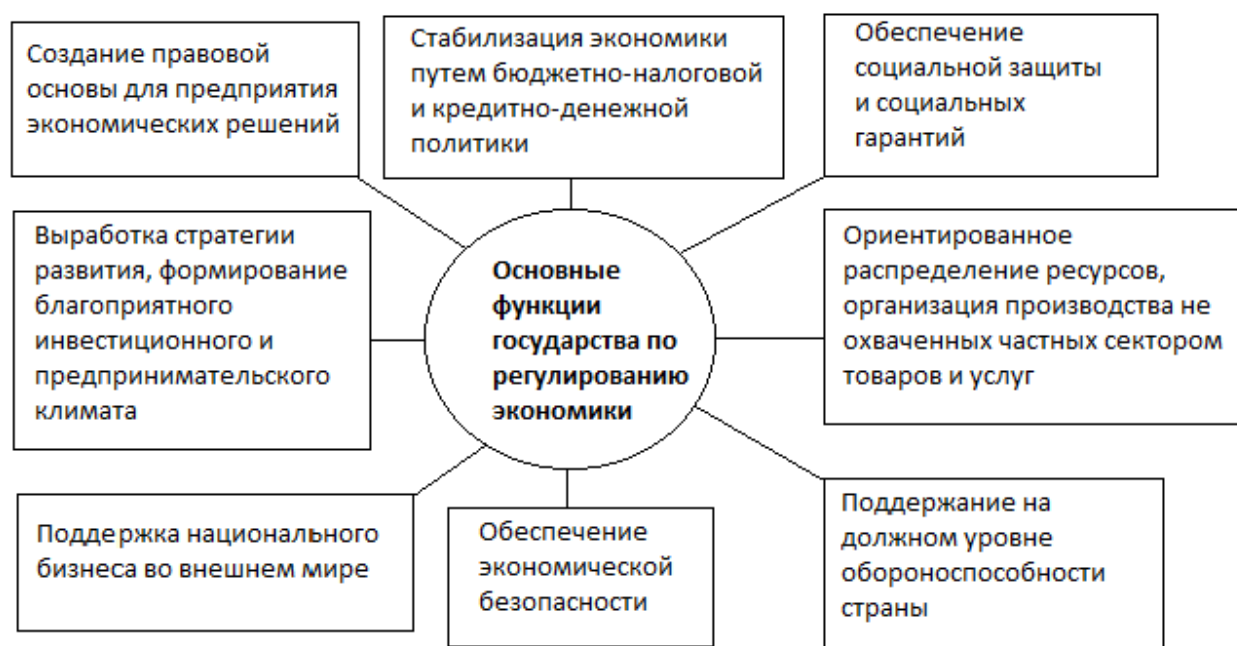 Создание правовой
основы для предприятия
экономических решений
Стабилизация экономики
путем бюджетно-налоговой
и кредитно-денежной
политики
Обеспечение
социальной защиты
и социальных
гарантий
Выработка стратегии
развития, формирование
благоприятного
инвестиционного и
предпринимательского
климата
Основные
функции
государства по
регулированию
экономики
Ориентированное
распределение ресурсов,
организация производства не
охваченных частных сектором
товаров и услуг
Поддержка национального
бизнеса во внешнем мире
Обеспечение
экономической
безопасности
Поддержание на
должном уровне
обороноспособности
страны